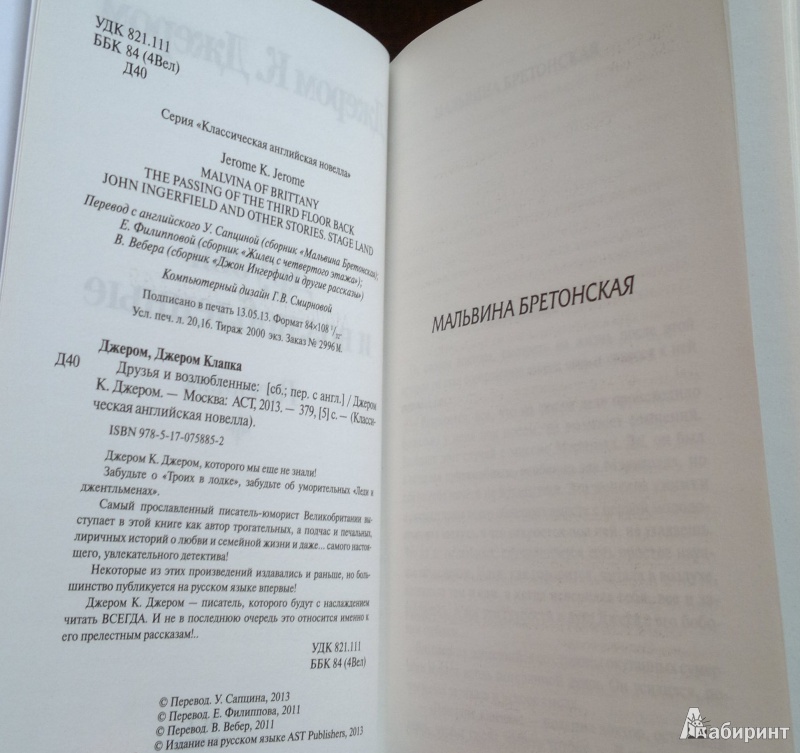 УДК 821.111
ББК 84 (4Вел)
Д40
Серия «Классическая английская новелла»
Jerome K. Jerome
MALVINA OF BRITTANY
THE PASSING OF THE THIRD FLOOR BACK
JOHN INGERFIELD AND OTHER STORIES. STAGE LAND
Перевод с английского У. Сапциной (сборник «Мальвина Бретонская»);
Е. Филипповой (сборник «Жилец с четвертого этажа»);
В. Вебера (сборник «Джон Ингерфилд и другие рассказы»)
Компьютерный дизайн Г.В. Смирновой
Подписано в печать 13.05.13. Формат 84×108 1/32.
Усл. печ. л. 20,16. Тираж 2000 экз. Заказ № 2996 М.
Джером, Джером Клапка
Д40 Друзья и возлюбленные: [сб.; пер. с англ.] / Джером
К. Джером. — Москва: АСТ, 2013. — 379, [5] с. — (Класси-
ческая английская новелла).
ISBN 978-5-17-075885-2
Джером К. Джером, которого мы еще не знали!
Забудьте о «Троих в лодке», забудьте об уморительных «Леди и
джентльменах».
Самый прославленный писатель-юморист Великобритании вы-
ступает в этой книге как автор трогательных, а подчас и печальных,
лиричных историй о любви и семейной жизни и даже... самого настоя-
щего, увлекательного детектива!
Некоторые из этих произведений издавались и раньше, но боль-
шинство публикуется на русском языке впервые!
Джером К. Джером — писатель, которого будут с наслаждением
читать ВСЕГДА. И не в последнюю очередь это относится именно к
его прелестным рассказам!..
УДК 821.111
ББК 84 (4Вел)
© Перевод. У. Сапцина, 2013
© Перевод. Е. Филиппова, 2011
© Перевод. В. Вебер, 2011
© Издание на русском языке AST Publishers, 2013
МАЛЬВИНА БРЕТОНСКАЯ
Лабиринт